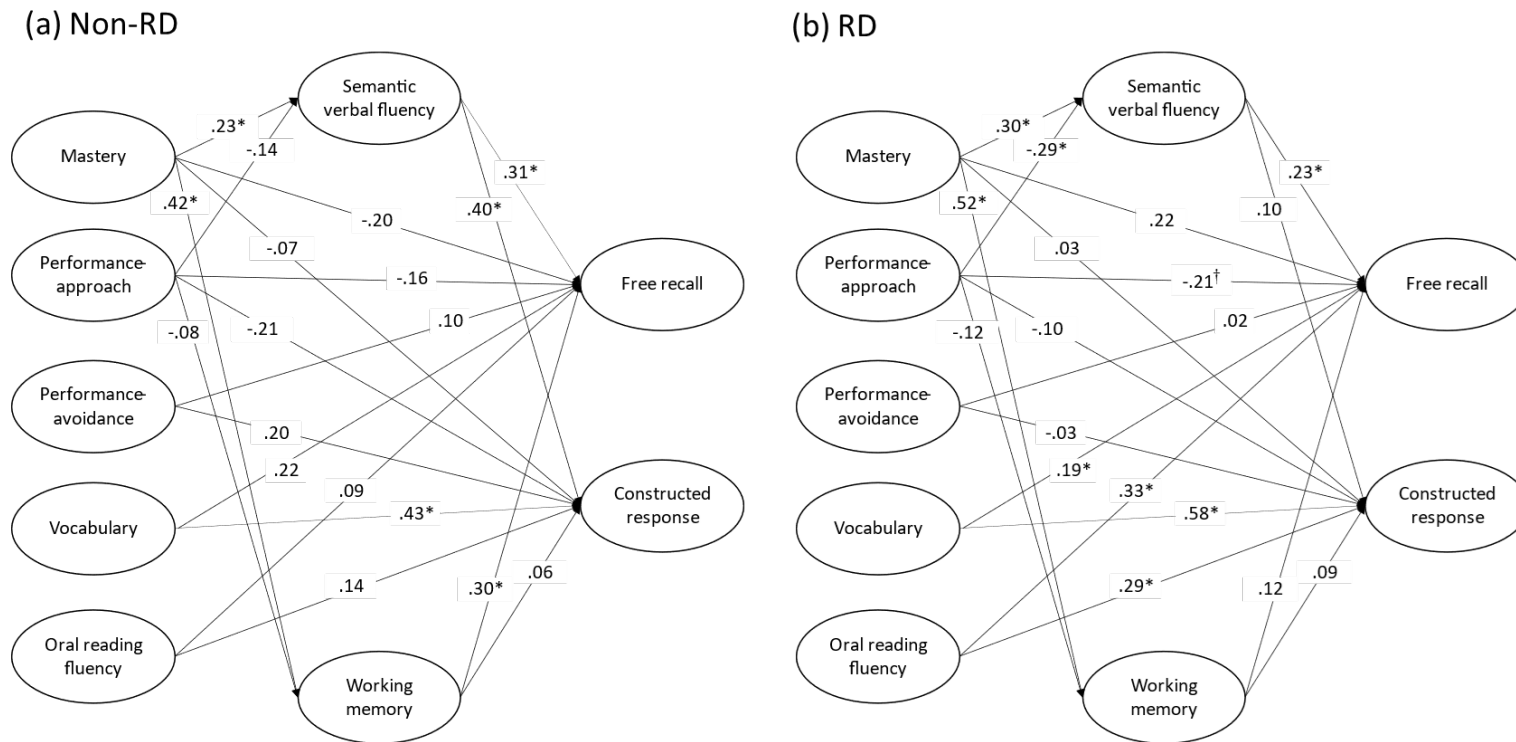 (a) Non-RD
Semantic
verbal fluency
Mastery
Performance-
approach
Performance-
avoidance
Vocabulary
Oral reading
fluency
Working
memory
Free recall
Constructed
response
.23*
-.14
.42*
-.20
-.07
-.16
-.08
-.21
.10
.20
.22
.09
.43*
.14
.31*
.40*
.30*
.06
(b) RD
Semantic
verbal fluency
Mastery
Performance-
approach
Performance-
avoidance
Vocabulary
Oral reading
fluency
Working
memory
Free recall
Constructed
response
.30*
-.29*
.52*
.22
.03
-.21†
-.12
-.10
.02
-.03
.19*
.33*
.58*
.29*
.23*
.10
.12
.09